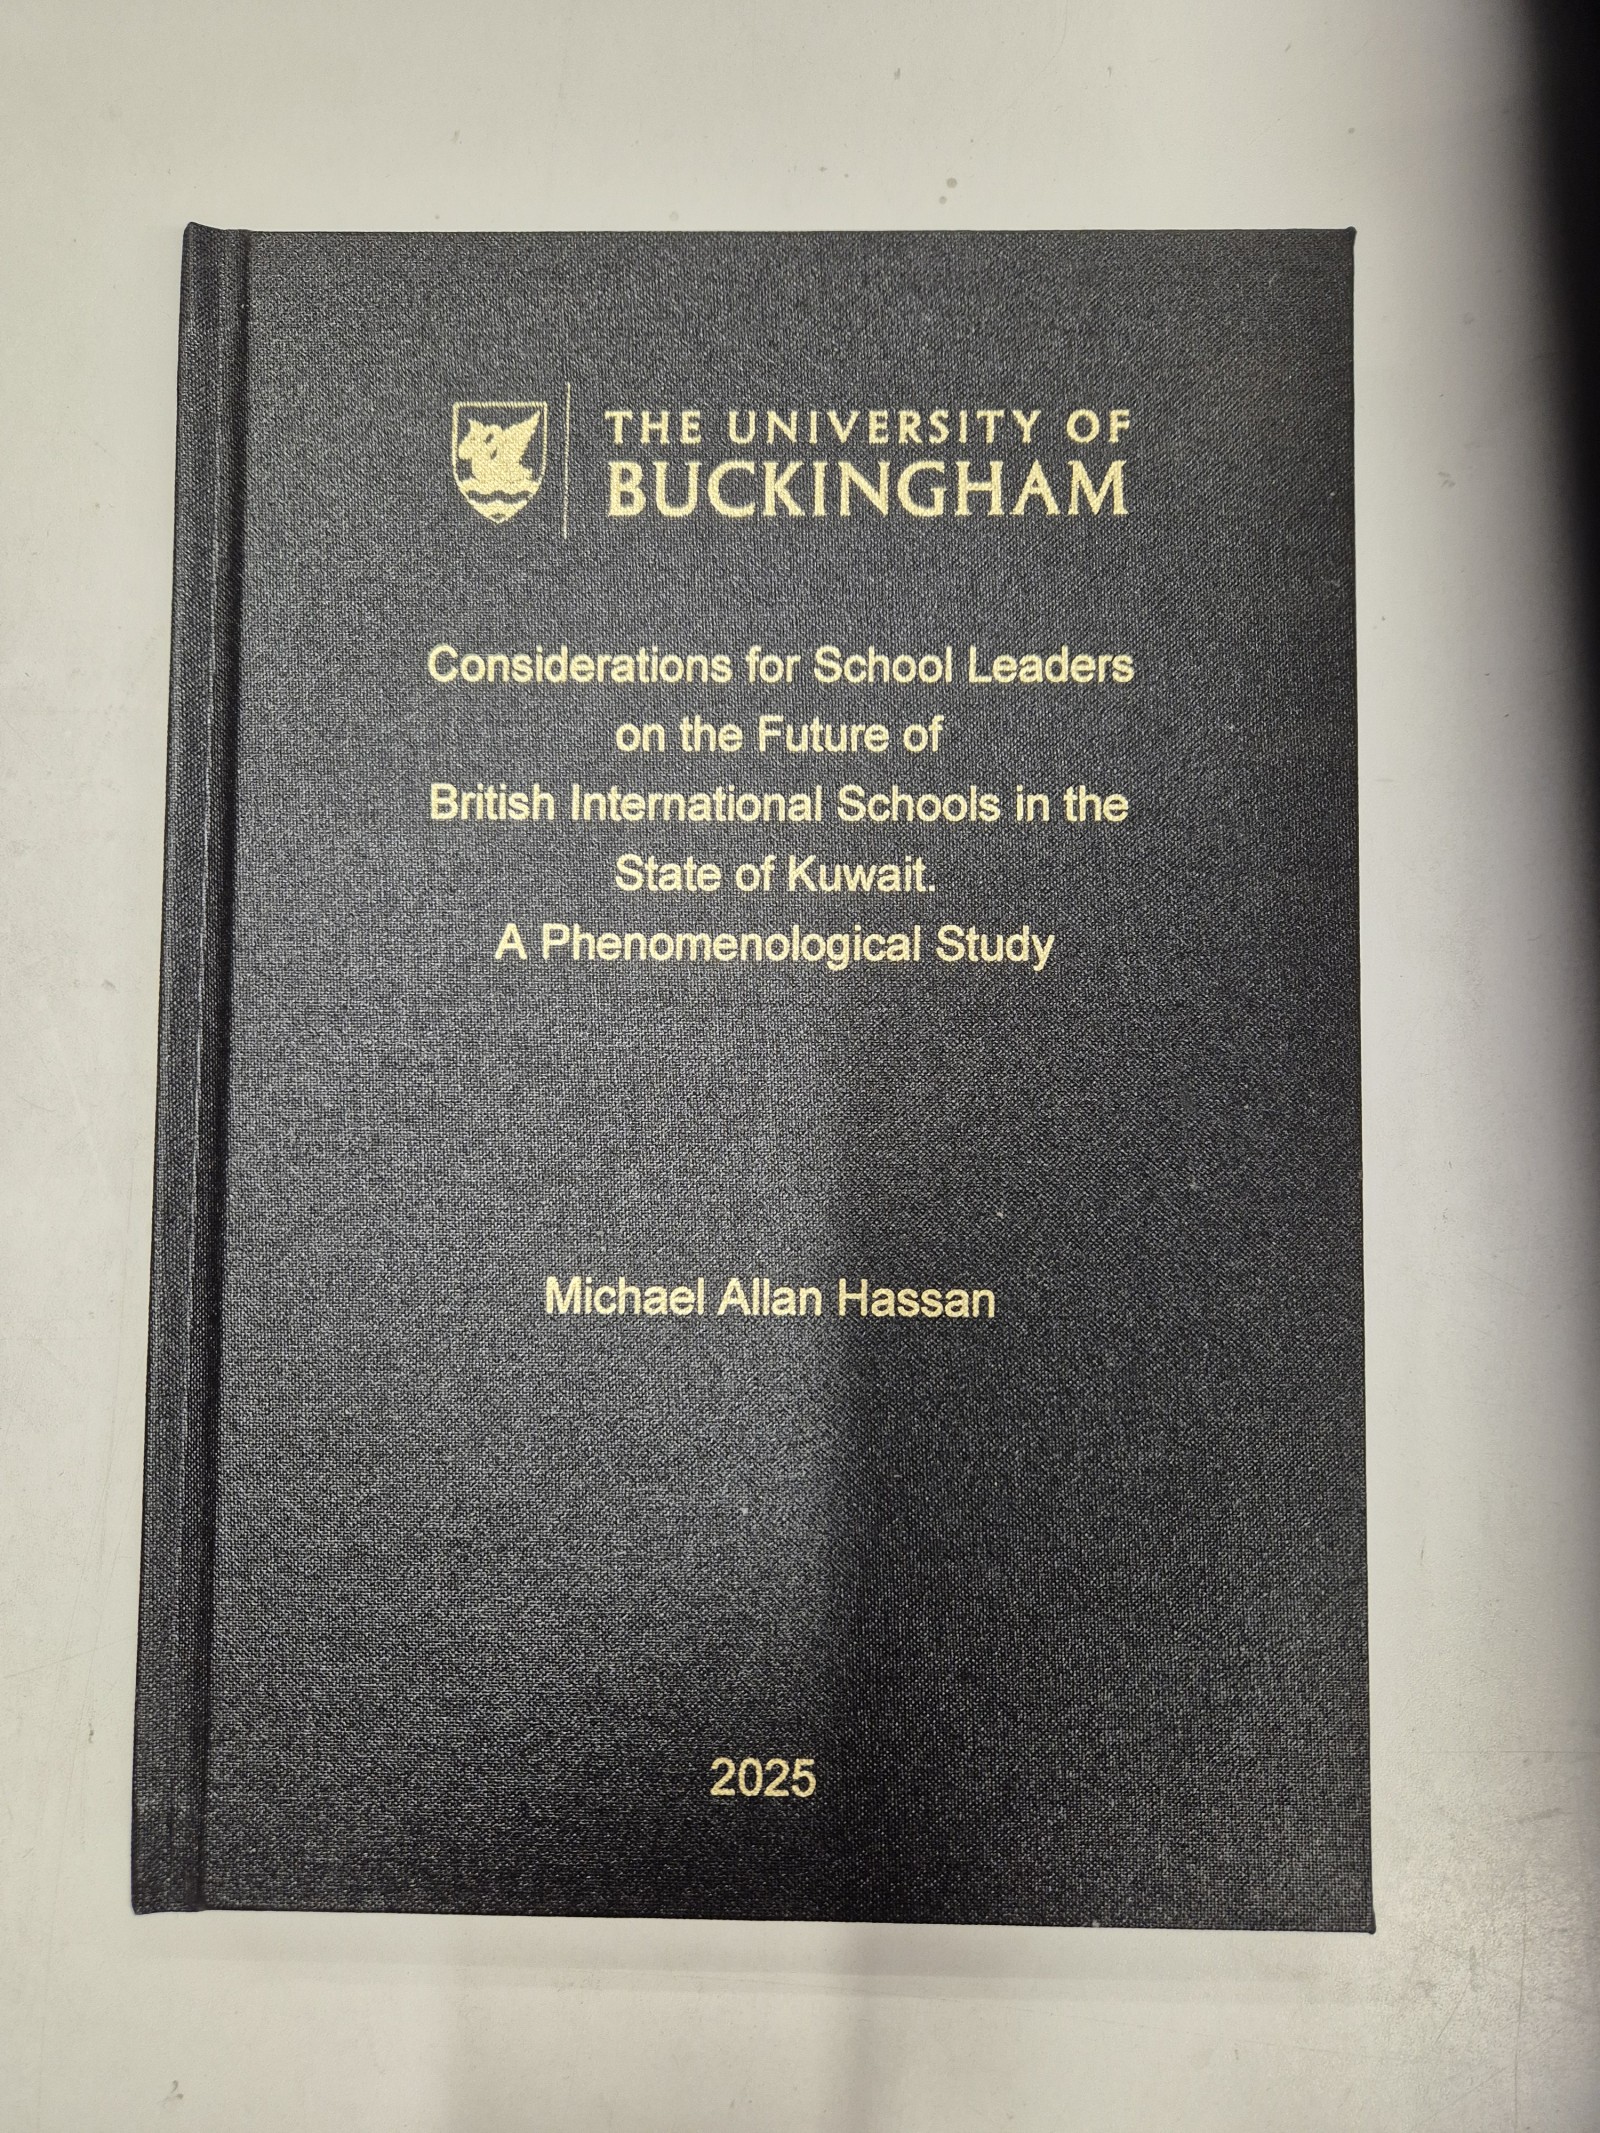 THE UNIVERSITY OF
BUCKINGHAM
Considerations for School Leaders
on the Future of
British International Schools in the
State of Kuwait.
A Phenomenological Study
Michael Allan Hassan
2025